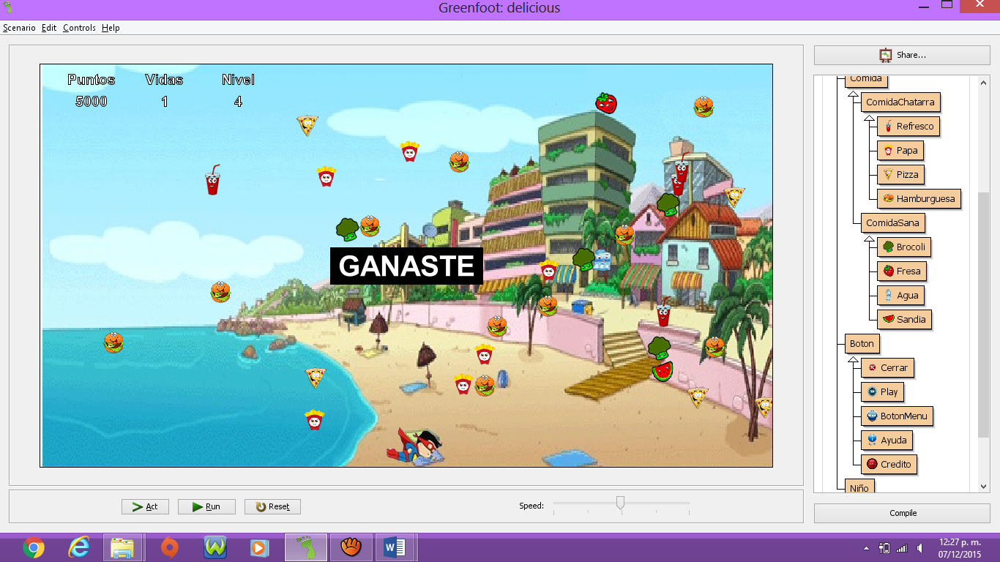 Greenfoot: delicious
Scenario Edit Controls Help
Share...
Puntos Vidas Nivel
5000 1 4
GANASTE
Comida
ComidaChatarra
Refresco
Papa
Pizza
Hamburguesa
ComidaSana
Brocoli
Fresa
Agua
Sandia
Boton
Cerrar
Play
BotonMenu
Ayuda
Credito
Niño
Act Run Reset Speed:
Compile
12:27 p. m.
07/12/2015